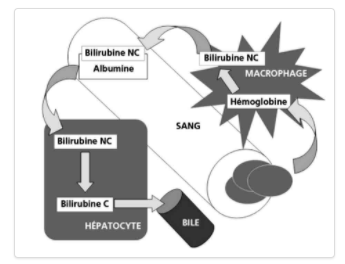 Bilirubine NC
Albumine
Bilirubine NC
MACROPHAGE
Hémoglobine
SANG
Bilirubine NC
Bilirubine C
HÉPATOCYTE
BILE